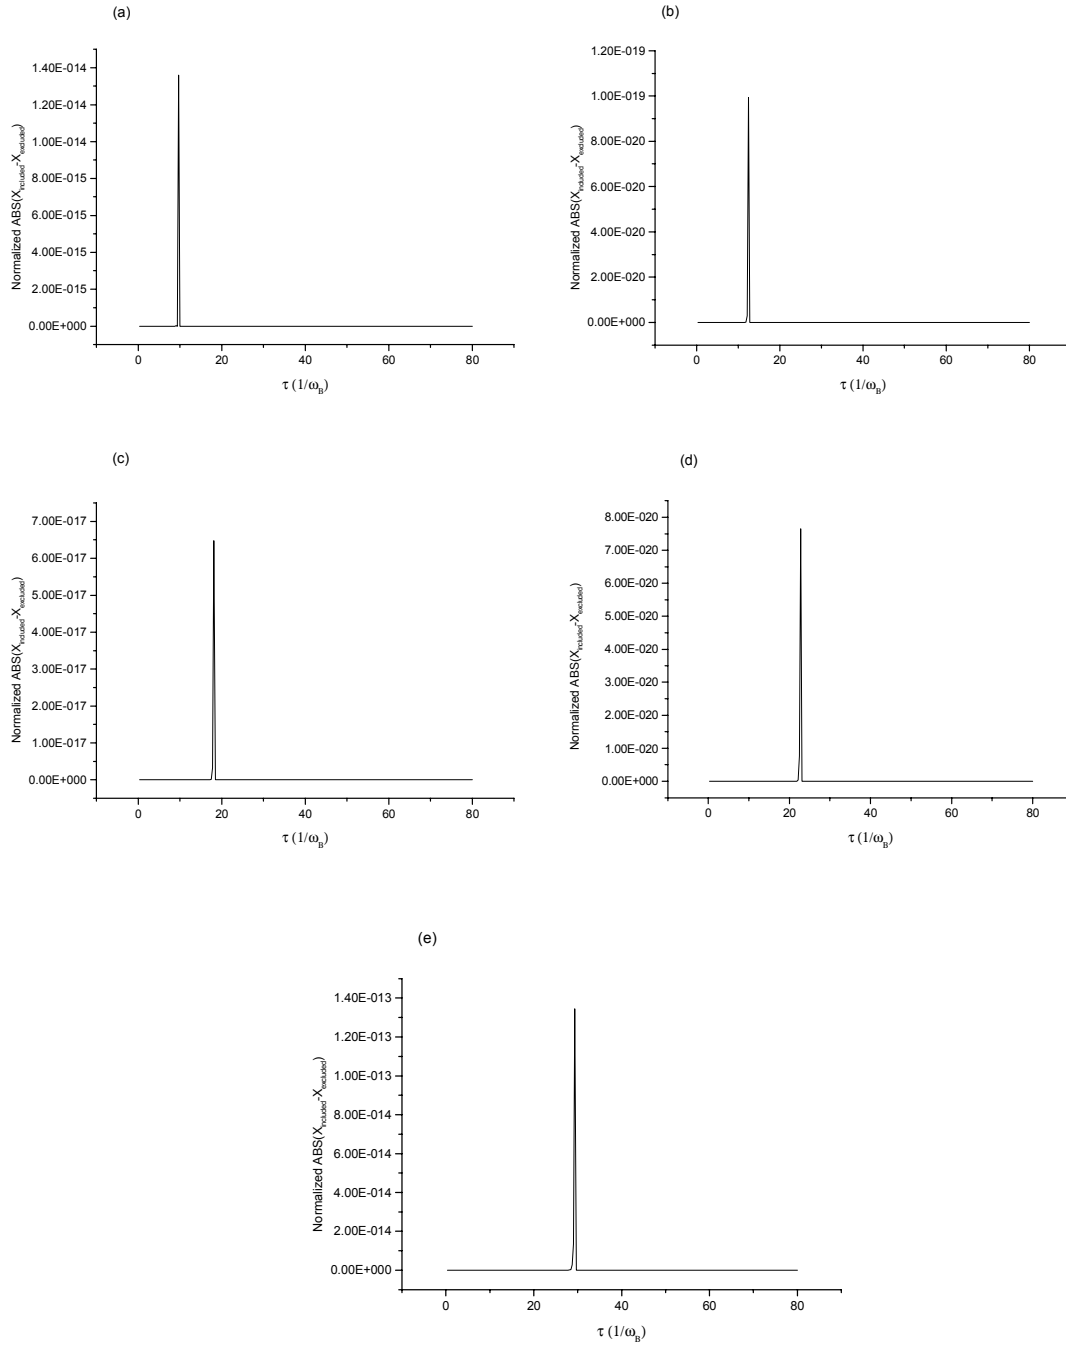 (a)
Normalized ABS(X_included-X_excluded)
1.40E-014
1.20E-014
1.00E-014
8.00E-015
6.00E-015
4.00E-015
2.00E-015
0.00E+000
0 20 40 60 80
τ (1/ω_B)
(b)
Normalized ABS(X_included-X_excluded)
1.20E-019
1.00E-019
8.00E-020
6.00E-020
4.00E-020
2.00E-020
0.00E+000
0 20 40 60 80
τ (1/ω_B)
(c)
Normalized ABS(X_included-X_excluded)
7.00E-017
6.00E-017
5.00E-017
4.00E-017
3.00E-017
2.00E-017
1.00E-017
0.00E+000
0 20 40 60 80
τ (1/ω_B)
(d)
Normalized ABS(X_included-X_excluded)
8.00E-020
7.00E-020
6.00E-020
5.00E-020
4.00E-020
3.00E-020
2.00E-020
1.00E-020
0.00E+000
0 20 40 60 80
τ (1/ω_B)
(e)
Normalized ABS(X_included-X_excluded)
1.40E-013
1.20E-013
1.00E-013
8.00E-014
6.00E-014
4.00E-014
2.00E-014
0.00E+000
0 20 40 60 80
τ (1/ω_B)